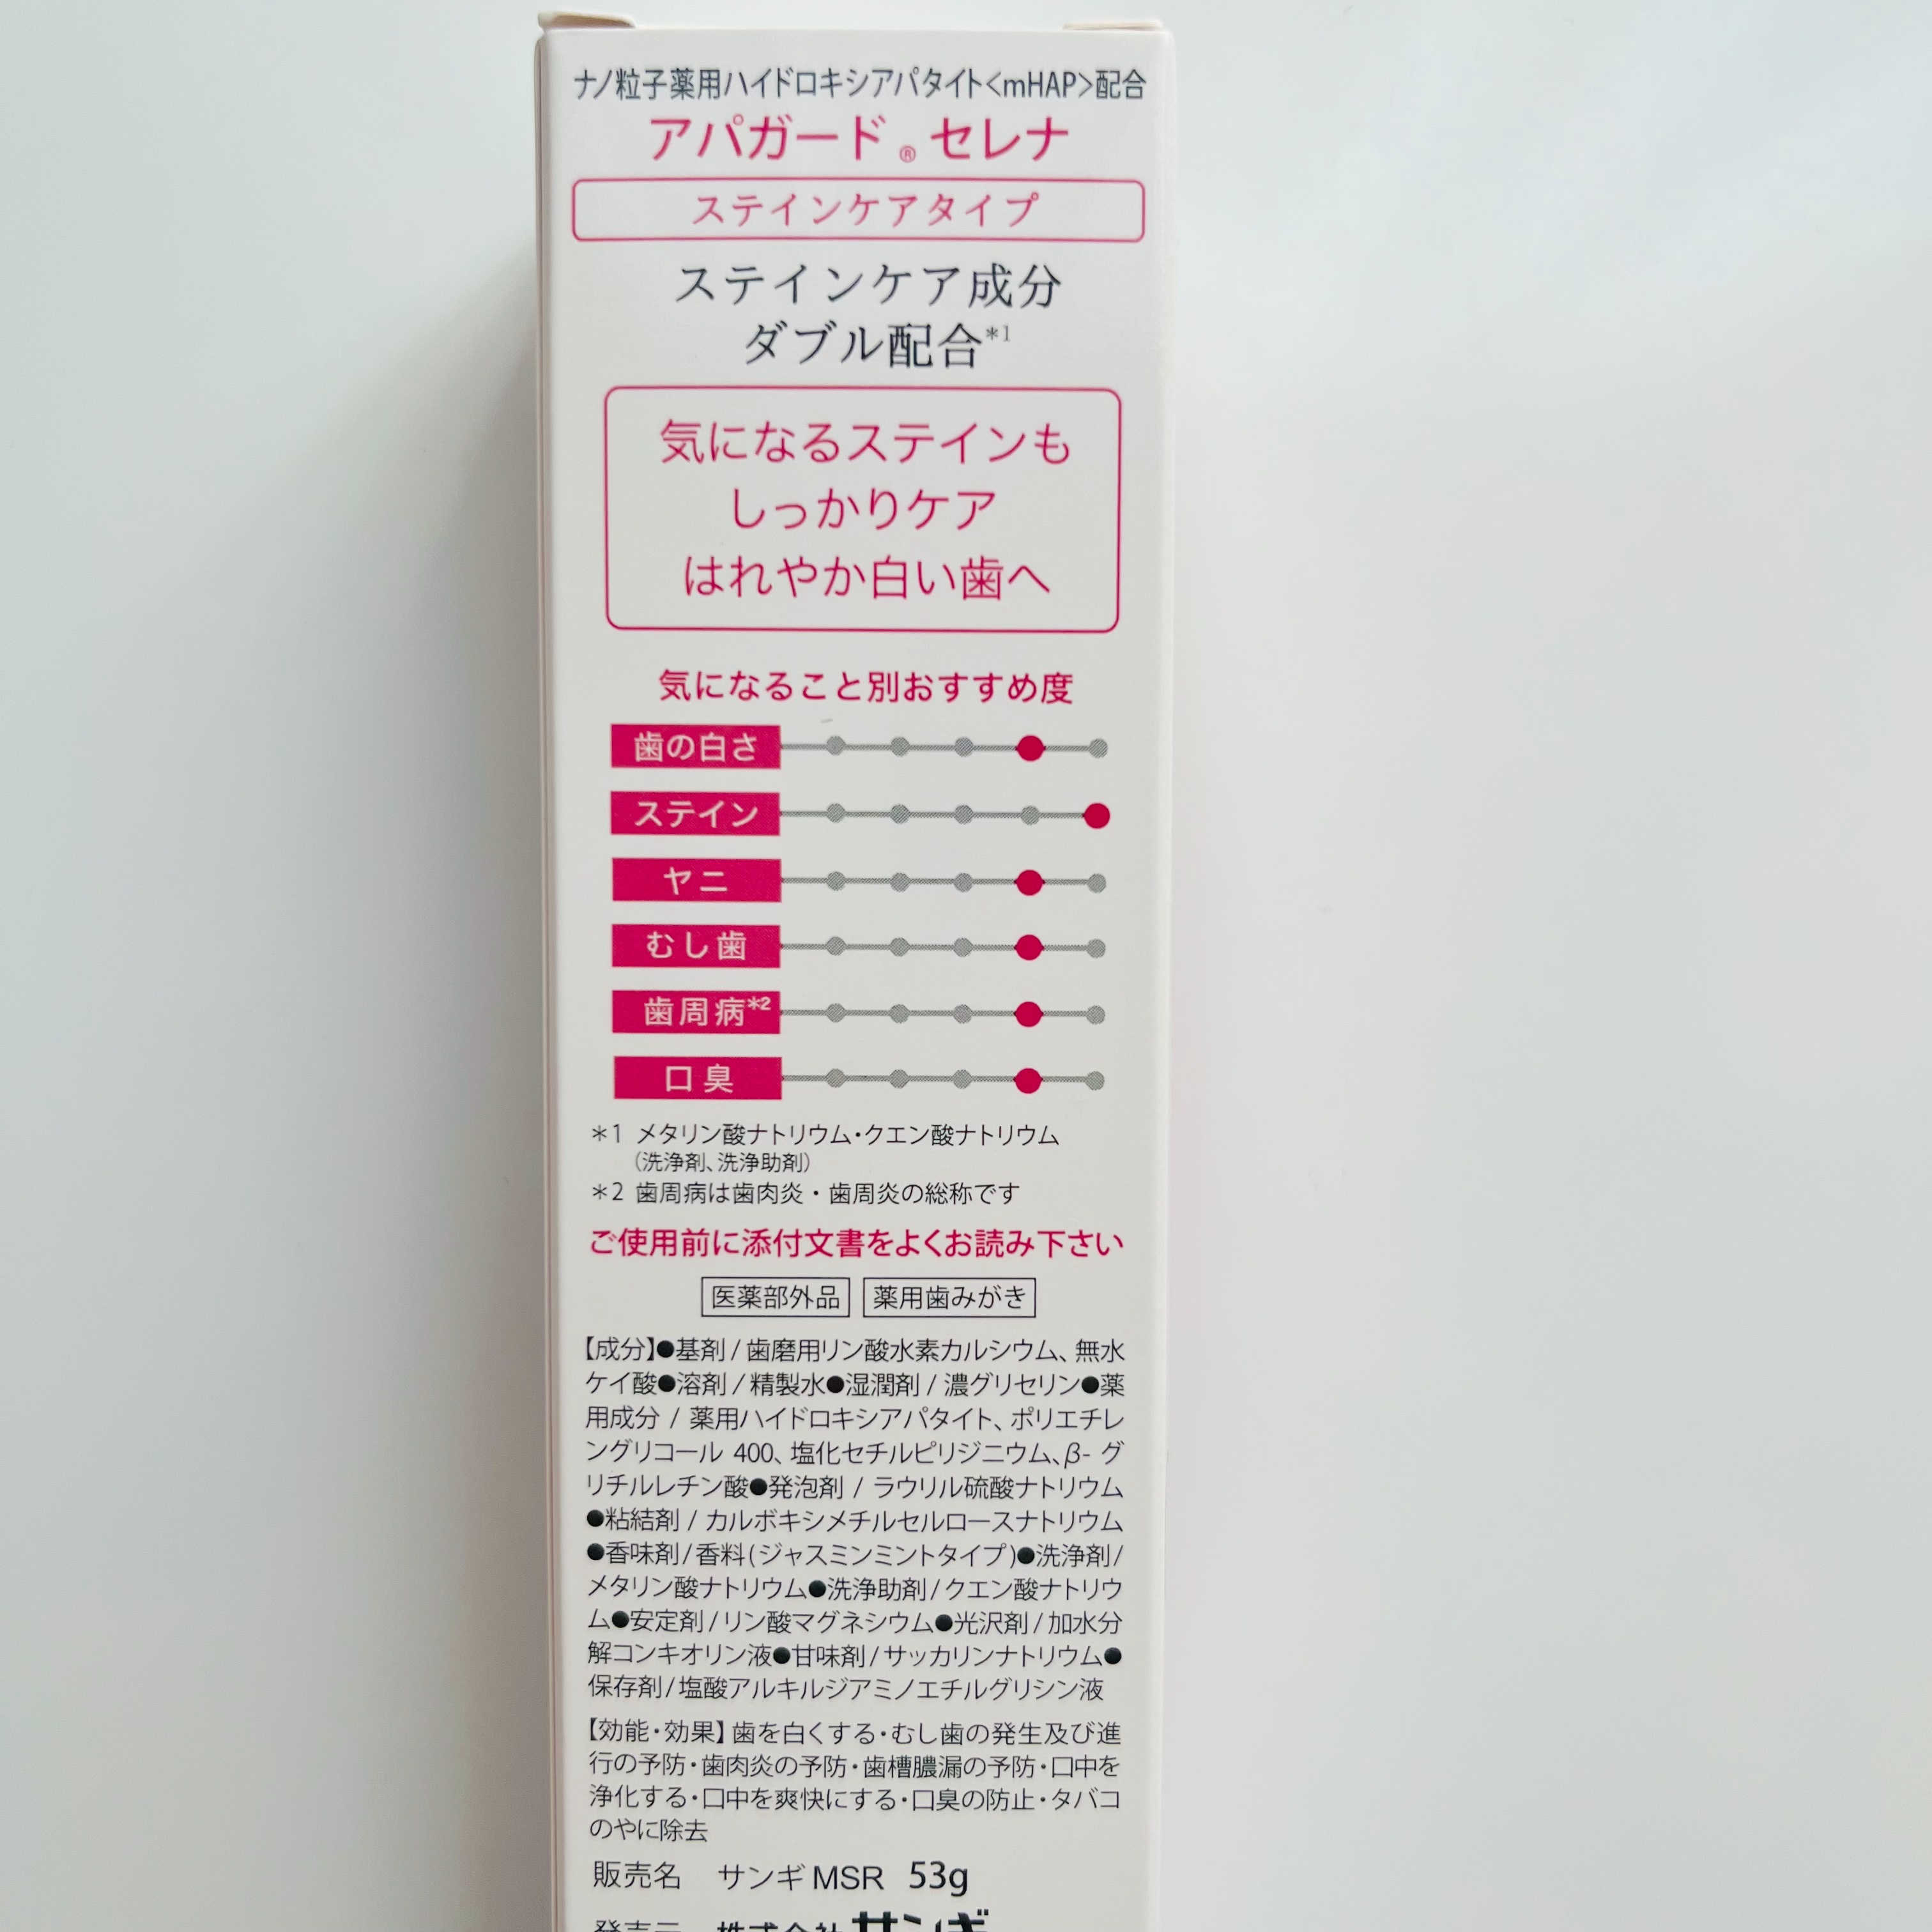 ナノ粒子薬用ハイドロキシアパタイト<mHAP>配合
アパガード®セレナ
ステインケアタイプ
ステインケア成分
ダブル配合*1
気になるステインも
しっかりケア
はれやか白い歯へ
気になること別おすすめ度
歯の白さ
ステイン
ヤニ
むし歯
歯周病*2
口臭
*1 メタリン酸ナトリウム・クエン酸ナトリウム
(洗浄剤、洗浄助剤)
*2 歯周病は歯肉炎・歯周炎の総称です
ご使用前に添付文書をよくお読み下さい
医薬部外品 薬用歯みがき
【成分】●基剤/歯磨用リン酸水素カルシウム、無水
ケイ酸●溶剤/精製水●湿潤剤/濃グリセリン●薬
用成分/薬用ハイドロキシアパタイト、ポリエチレ
ングリコール 400、塩化セチルピリジニウム、β- グ
リチルレチン酸●発泡剤/ラウリル硫酸ナトリウム
●粘結剤/カルボキシメチルセルロースナトリウム
●香味剤/香料(ジャスミンミントタイプ)●洗浄剤/
メタリン酸ナトリウム●洗浄助剤/クエン酸ナトリウ
ム●安定剤/リン酸マグネシウム●光沢剤/加水分
解コンキオリン液●甘味剤/サッカリンナトリウム●
保存剤/塩酸アルキルジアミノエチルグリシン液
【効能・効果】歯を白くする・むし歯の発生及び進
行の予防・歯肉炎の予防・歯槽膿漏の予防・口中を
浄化する・口中を爽快にする・口臭の防止・タバコ
のやに除去
販売名 サンギ MSR 53g
発売元 株式会社サンギ